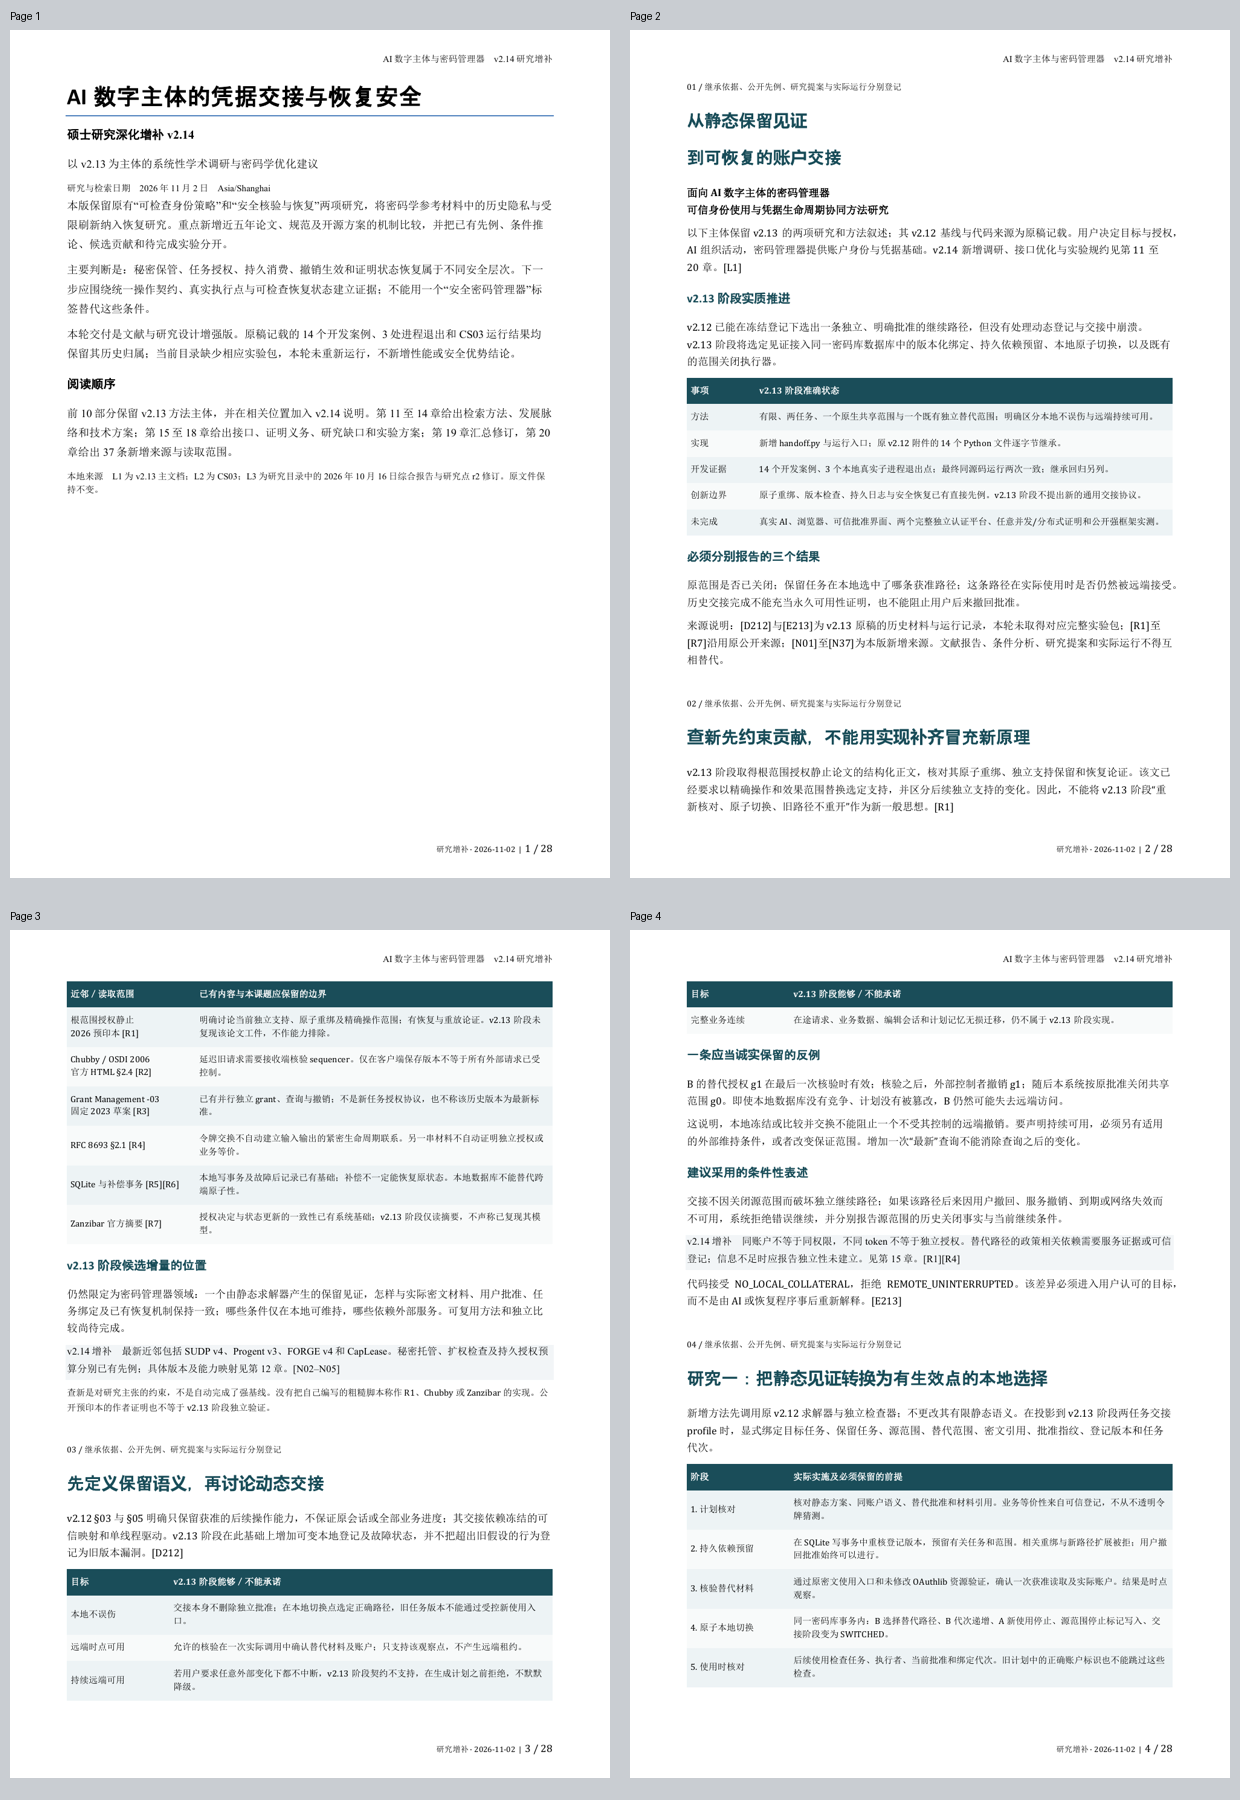 Page 1
AI 数字主体与密码管理器 v2.14 研究增补
AI 数字主体的凭据交接与恢复安全
硕士研究深化增补 v2.14
以 v2.13 为主体的系统性学术调研与密码学优化建议
研究与检索日期 2026 年 11 月 2 日 Asia/Shanghai
本版保留原有“可检查身份策略”和“安全核验与恢复”两项研究，将密码学参考材料中的历史隐私与受
限刷新纳入恢复研究。重点新增近五年论文、规范及开源方案的机制比较，并把已有先例、条件推
论、候选贡献和待完成实验分开。
主要判断是：秘密保管、任务授权、持久消费、撤销生效和证明状态恢复属于不同安全层次。下一
步应围绕统一操作契约、真实执行点与可检查恢复状态建立证据；不能用一个“安全密码管理器”标
签替代这些条件。
本轮交付是文献与研究设计增强版。原稿记载的 14 个开发案例、3 处进程退出和 CS03 运行结果均
保留其历史归属；当前目录缺少相应实验包，本轮未重新运行，不新增性能或安全优势结论。
阅读顺序
前 10 部分保留 v2.13 方法主体，并在相关位置加入 v2.14 说明。第 11 至 14 章给出检索方法、发展脉
络和技术方案；第 15 至 18 章给出接口、证明义务、研究缺口和实验方案；第 19 章汇总修订，第 20
章给出 37 条新增来源与读取范围。
本地来源 L1 为 v2.13 主文档；L2 为 CS03；L3 为研究目录中的 2026 年 10 月 16 日综合报告与研究点 r2 修订。原文件保
持不变。
研究增补 · 2026-11-02 | 1 / 28
Page 2
AI 数字主体与密码管理器 v2.14 研究增补
01 / 继承依据、公开先例、研究提案与实际运行分别登记
从静态保留见证
到可恢复的账户交接
面向 AI 数字主体的密码管理器
可信身份使用与凭据生命周期协同方法研究
以下主体保留 v2.13 的两项研究和方法叙述；其 v2.12 基线与代码来源为原稿记载。用户决定目标与授权，
AI 组织活动，密码管理器提供账户身份与凭据基础。v2.14 新增调研、接口优化与实验规约见第 11 至
20 章。[L1]
v2.13 阶段实质推进
v2.12 已能在冻结登记下选出一条独立、明确批准的继续路径，但没有处理动态登记与交接中崩溃。
v2.13 阶段将选定见证接入同一密码库数据库中的版本化绑定、持久依赖预留、本地原子切换，以及既有
的范围关闭执行器。
事项 v2.13 阶段准确状态
方法 有限、两任务、一个原生共享范围与一个既有独立替代范围；明确区分本地不误伤与远端持续可用。
实现 新增 handoff.py 与运行入口；原 v2.12 附件的 14 个 Python 文件逐字节继承。
开发证据 14 个开发案例、3 个本地真实子进程退出点；最终同源码运行两次一致；继承回归另列。
创新边界 原子重绑、版本检查、持久日志与安全恢复已有直接先例。v2.13 阶段不提出新的通用交接协议。
未完成 真实 AI、浏览器、可信批准界面、两个完整独立认证平台、任意并发/分布式证明和公开强框架实测。
必须分别报告的三个结果
原范围是否已关闭；保留任务在本地选中了哪条获准路径；这条路径在实际使用时是否仍然被远端接受。
历史交接完成不能充当永久可用性证明，也不能阻止用户后来撤回批准。
来源说明：[D212]与[E213]为 v2.13 原稿的历史材料与运行记录，本轮未取得对应完整实验包；[R1]至
[R7]沿用原公开来源；[N01]至[N37]为本版新增来源。文献报告、条件分析、研究提案和实际运行不得互
相替代。
02 / 继承依据、公开先例、研究提案与实际运行分别登记
查新先约束贡献，不能用实现补齐冒充新原理
v2.13 阶段取得根范围授权静止论文的结构化正文，核对其原子重绑、独立支持保留和恢复论证。该文已
经要求以精确操作和效果范围替换选定支持，并区分后续独立支持的变化。因此，不能将 v2.13 阶段“重
新核对、原子切换、旧路径不重开”作为新一般思想。[R1]
研究增补 · 2026-11-02 | 2 / 28
Page 3
AI 数字主体与密码管理器 v2.14 研究增补
近邻 / 读取范围 已有内容与本课题应保留的边界
根范围授权静止
2026 预印本 [R1]
明确讨论当前独立支持、原子重绑及精确操作范围；有恢复与重放论证。v2.13 阶段未
复现该论文工件，不作能力排除。
Chubby / OSDI 2006
官方 HTML §2.4 [R2]
延迟旧请求需要接收端核验 sequencer。仅在客户端保存版本不等于所有外部请求已受
控制。
Grant Management -03
固定 2023 草案 [R3]
已有并行独立 grant、查询与撤销；不是新任务授权协议，也不称该历史版本为最新标
准。
RFC 8693 §2.1 [R4]
令牌交换不自动建立输入输出的紧密生命周期联系。另一串材料不自动证明独立授权或
业务等价。
SQLite 与补偿事务 [R5][R6]
本地写事务及故障后记录已有基础；补偿不一定能恢复原状态。本地数据库不能替代跨
端原子性。
Zanzibar 官方摘要 [R7]
授权决定与状态更新的一致性已有系统基础；v2.13 阶段仅读摘要，不声称已复现其模
型。
v2.13 阶段候选增量的位置
仍然限定为密码管理器领域：一个由静态求解器产生的保留见证，怎样与实际密文材料、用户批准、任
务绑定及已有恢复机制保持一致；哪些条件仅在本地可维持，哪些依赖外部服务。可复用方法和独立比
较尚待完成。
v2.14 增补 最新近邻包括 SUDP v4、Progent v3、FORGE v4 和 CapLease。秘密托管、扩权检查及持久授权预
算分别已有先例；具体版本及能力映射见第 12 章。[N02–N05]
查新是对研究主张的约束，不是自动完成了强基线。没有把自己编写的粗糙脚本称作 R1、Chubby 或 Zanzibar 的实现。公
开预印本的作者证明也不等于 v2.13 阶段独立验证。
03 / 继承依据、公开先例、研究提案与实际运行分别登记
先定义保留语义，再讨论动态交接
v2.12 §03 与 §05 明确只保留获准的后续操作能力，不保证原会话或全部业务进度；其交接依赖冻结的可
信映射和单线程驱动。v2.13 阶段在此基础上增加可变本地登记及故障状态，并不把超出旧假设的行为登
记为旧版本漏洞。[D212]
目标 v2.13 阶段能够 / 不能承诺
本地不误伤
交接本身不删除独立批准；在本地切换点选定正确路径，旧任务版本不能通过受控新使用入
口。
远端时点可用 允许的核验在一次实际调用中确认替代材料及账户；只支持该观察点，不产生远端租约。
持续远端可用
若用户要求任意外部变化下都不中断，v2.13 阶段契约不支持，在生成计划之前拒绝，不默默
降级。
研究增补 · 2026-11-02 | 3 / 28
Page 4
AI 数字主体与密码管理器 v2.14 研究增补
目标 v2.13 阶段能够 / 不能承诺
完整业务连续 在途请求、业务数据、编辑会话和计划记忆无损迁移，仍不属于 v2.13 阶段实现。
一条应当诚实保留的反例
B 的替代授权 g1 在最后一次核验时有效；核验之后，外部控制者撤销 g1；随后本系统按原批准关闭共享
范围 g0。即使本地数据库没有竞争、计划没有被篡改，B 仍然可能失去远端访问。
这说明，本地冻结或比较并交换不能阻止一个不受其控制的远端撤销。要声明持续可用，必须另有适用
的外部维持条件，或者改变保证范围。增加一次“最新”查询不能消除查询之后的变化。
建议采用的条件性表述
交接不因关闭源范围而破坏独立继续路径；如果该路径后来因用户撤回、服务撤销、到期或网络失效而
不可用，系统拒绝错误继续，并分别报告源范围的历史关闭事实与当前继续条件。
v2.14 增补 同账户不等于同权限，不同 token 不等于独立授权。替代路径的政策相关依赖需要服务证据或可信
登记；信息不足时应报告独立性未建立。见第 15 章。[R1][R4]
代码接受 NO_LOCAL_COLLATERAL，拒绝 REMOTE_UNINTERRUPTED。该差异必须进入用户认可的目标，
而不是由 AI 或恢复程序事后重新解释。[E213]
04 / 继承依据、公开先例、研究提案与实际运行分别登记
研究一：把静态见证转换为有生效点的本地选择
新增方法先调用原 v2.12 求解器与独立检查器；不更改其有限静态语义。在投影到 v2.13 阶段两任务交接
profile 时，显式绑定目标任务、保留任务、源范围、替代范围、密文引用、批准指纹、登记版本和任务
代次。
阶段 实际实施及必须保留的前提
1. 计划核对
核对静态方案、同账户语义、替代批准和材料引用。业务等价性来自可信登记，不从不透明令
牌猜测。
2. 持久依赖预留
在 SQLite 写事务中重核登记版本，预留有关任务和范围。相关重绑与新路径扩展被拒；用户撤
回批准始终可以进行。
3. 核验替代材料
通过原密文使用入口和未修改 OAuthlib 资源验证，确认一次获准读取及实际账户。结果是时点
观察。
4. 原子本地切换
同一密码库事务内：B 选择替代路径、B 代次递增、A 新使用停止、源范围停止标记写入、交
接阶段变为 SWITCHED。
5. 使用时核对
后续使用检查任务、执行者、当前批准和绑定代次。旧计划中的正确账户标识也不能跳过这些
检查。
研究增补 · 2026-11-02 | 4 / 28